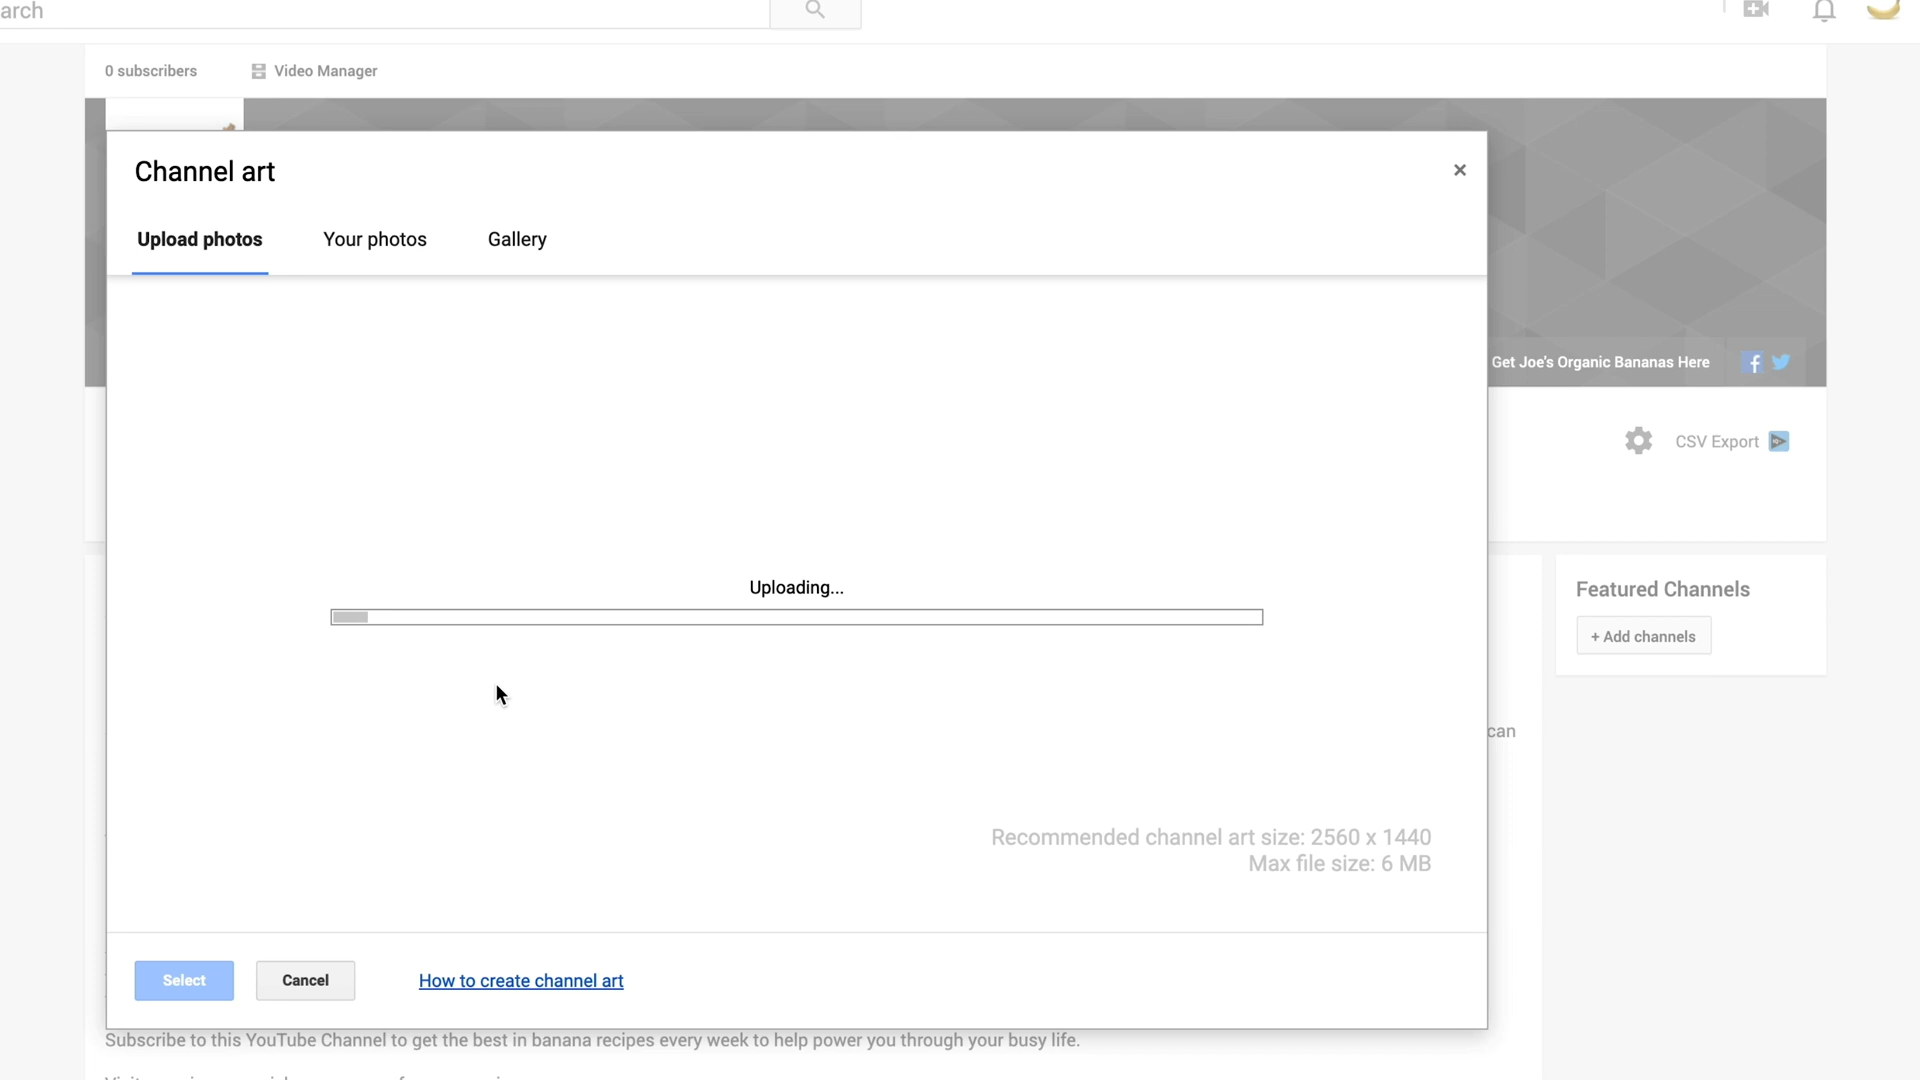 arch
0 subscribers
Video Manager
Channel art
×
Upload photos
Your photos
Gallery
Get Joe's Organic Bananas Here
CSV Export
Uploading...
Featured Channels
+ Add channels
can
Recommended channel art size: 2560 x 1440
Max file size: 6 MB
Select
Cancel
How to create channel art
Subscribe to this YouTube Channel to get the best in banana recipes every week to help power you through your busy life.